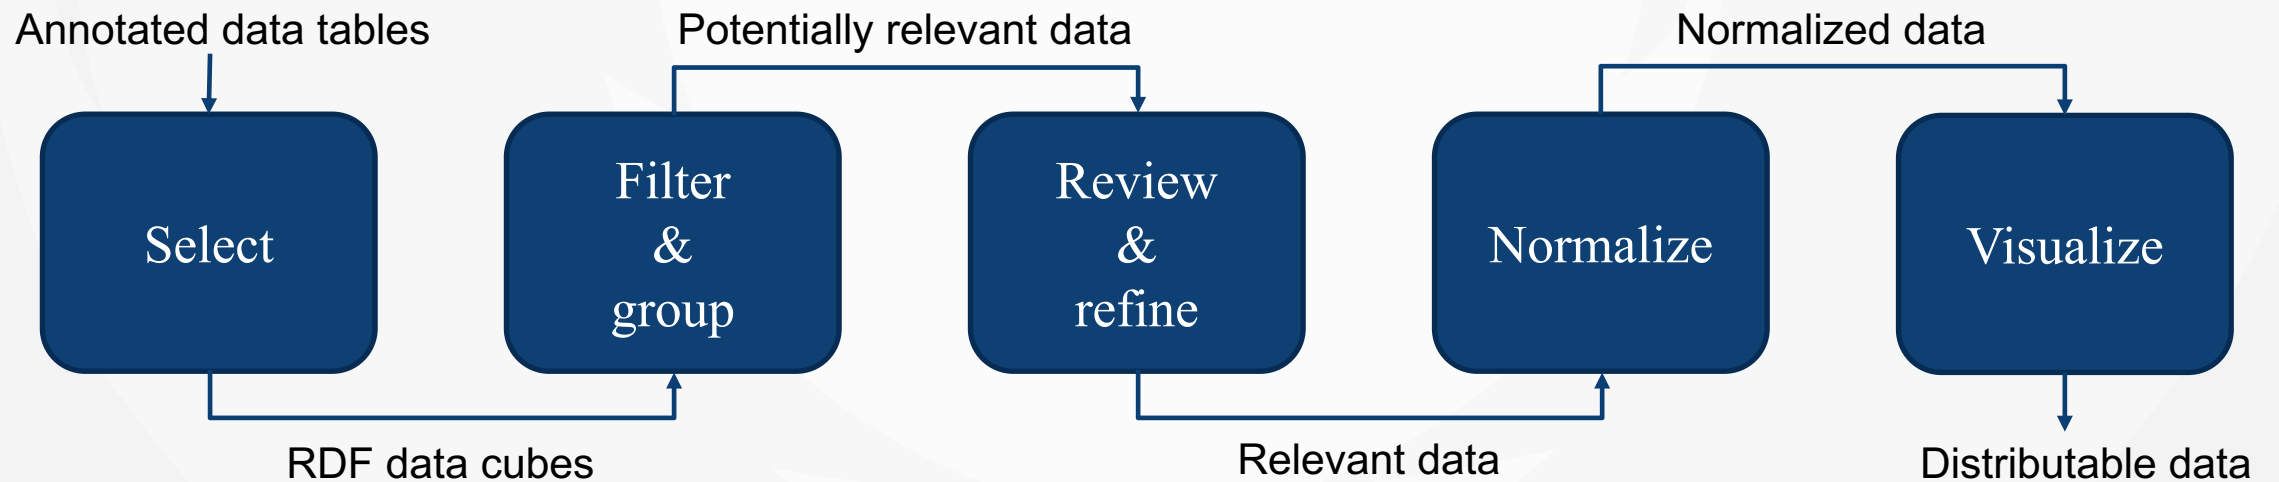 Annotated data tables
Potentially relevant data
Normalized data
Select
Filter
&
group
Review
&
refine
Normalize
Visualize
RDF data cubes
Relevant data
Distributable data